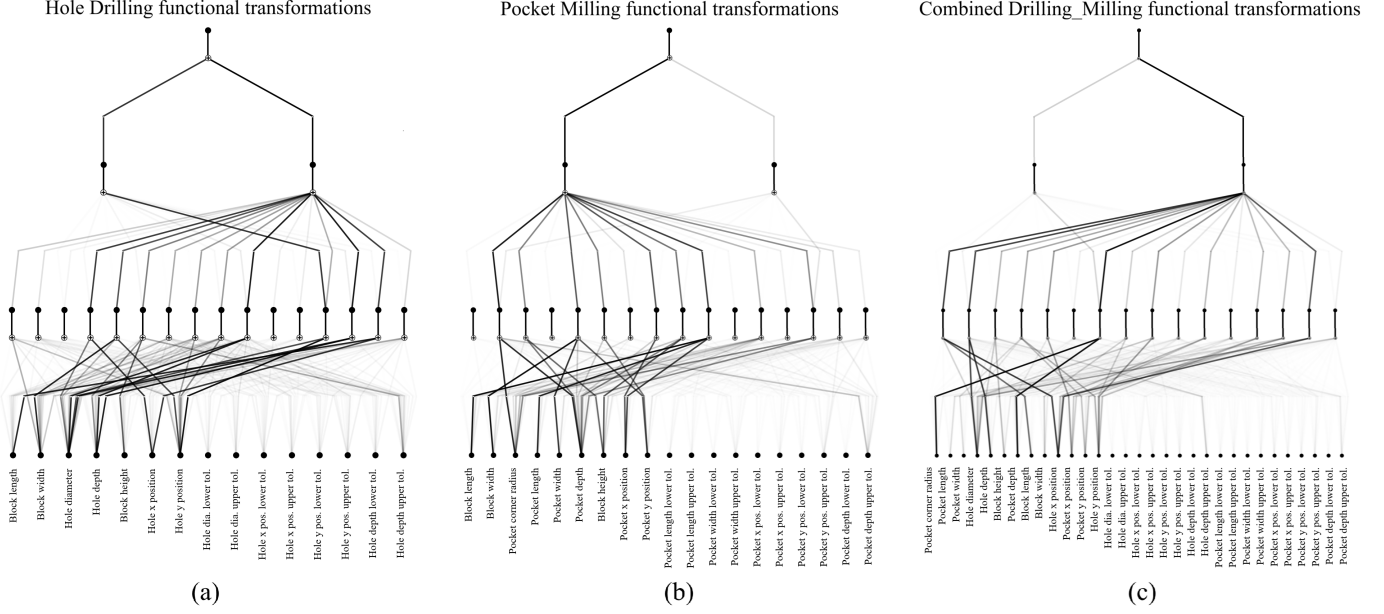 Hole Drilling functional transformations
Pocket Milling functional transformations
Combined Drilling_Milling functional transformations
Block length
Block width
Hole diameter
Hole depth
Block height
Hole x position
Hole y position
Hole dia. lower tol.
Hole dia. upper tol.
Hole x pos. lower tol.
Hole x pos. upper tol.
Hole y pos. lower tol.
Hole y pos. upper tol.
Hole depth lower tol.
Hole depth upper tol.
Block length
Block width
Pocket corner radius
Pocket length
Pocket width
Pocket depth
Block height
Pocket x position
Pocket y position
Pocket length lower tol.
Pocket length upper tol.
Pocket width lower tol.
Pocket width upper tol.
Pocket x pos. lower tol.
Pocket x pos. upper tol.
Pocket y pos. lower tol.
Pocket y pos. upper tol.
Pocket depth lower tol.
Pocket depth upper tol.
Pocket corner radius
Pocket length
Pocket width
Hole diameter
Hole depth
Block height
Pocket depth
Block length
Block width
Hole x position
Pocket x position
Pocket y position
Hole y position
Hole dia. lower tol.
Hole dia. upper tol.
Hole x pos. lower tol.
Hole x pos. upper tol.
Hole y pos. lower tol.
Hole y pos. upper tol.
Hole depth lower tol.
Hole depth upper tol.
Pocket length lower tol.
Pocket length upper tol.
Pocket width lower tol.
Pocket width upper tol.
Pocket x pos. lower tol.
Pocket x pos. upper tol.
Pocket y pos. lower tol.
Pocket y pos. upper tol.
Pocket depth lower tol.
Pocket depth upper tol.
(a)
(b)
(c)